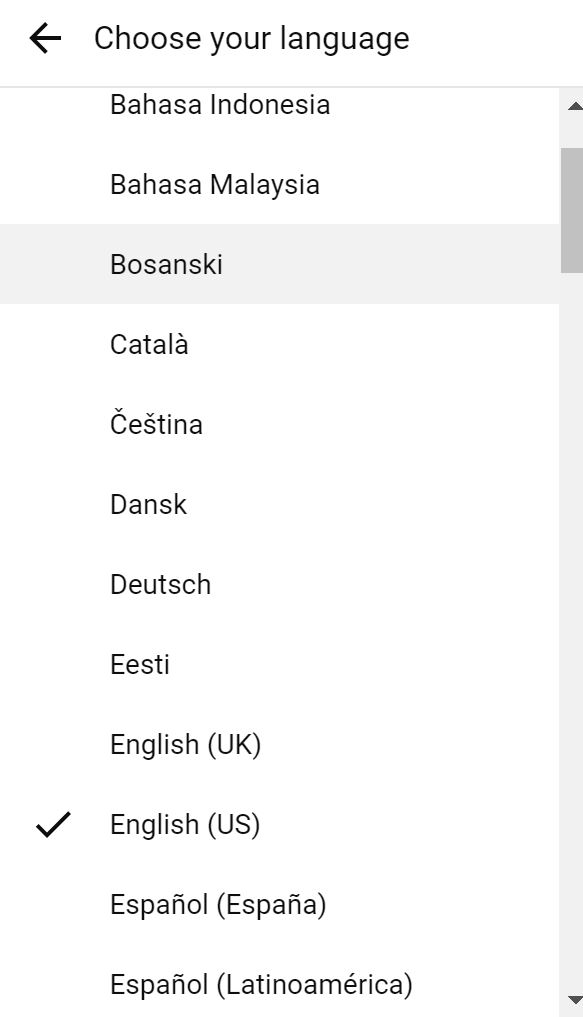 Choose your language
Bahasa Indonesia
Bahasa Malaysia
Bosanski
Català
Čeština
Dansk
Deutsch
Eesti
English (UK)
English (US)
Español (España)
Español (Latinoamérica)